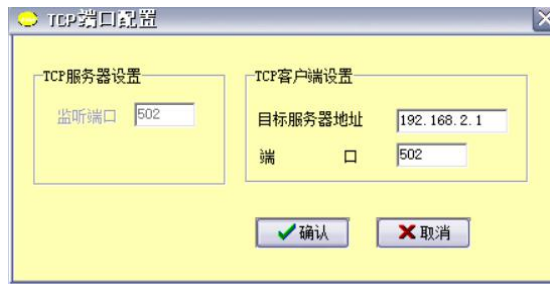 TCP端口配置
TCP服务器设置
监听端口 502
TCP客户端设置
目标服务器地址 192.168.2.1
端 口 502
确认 取消